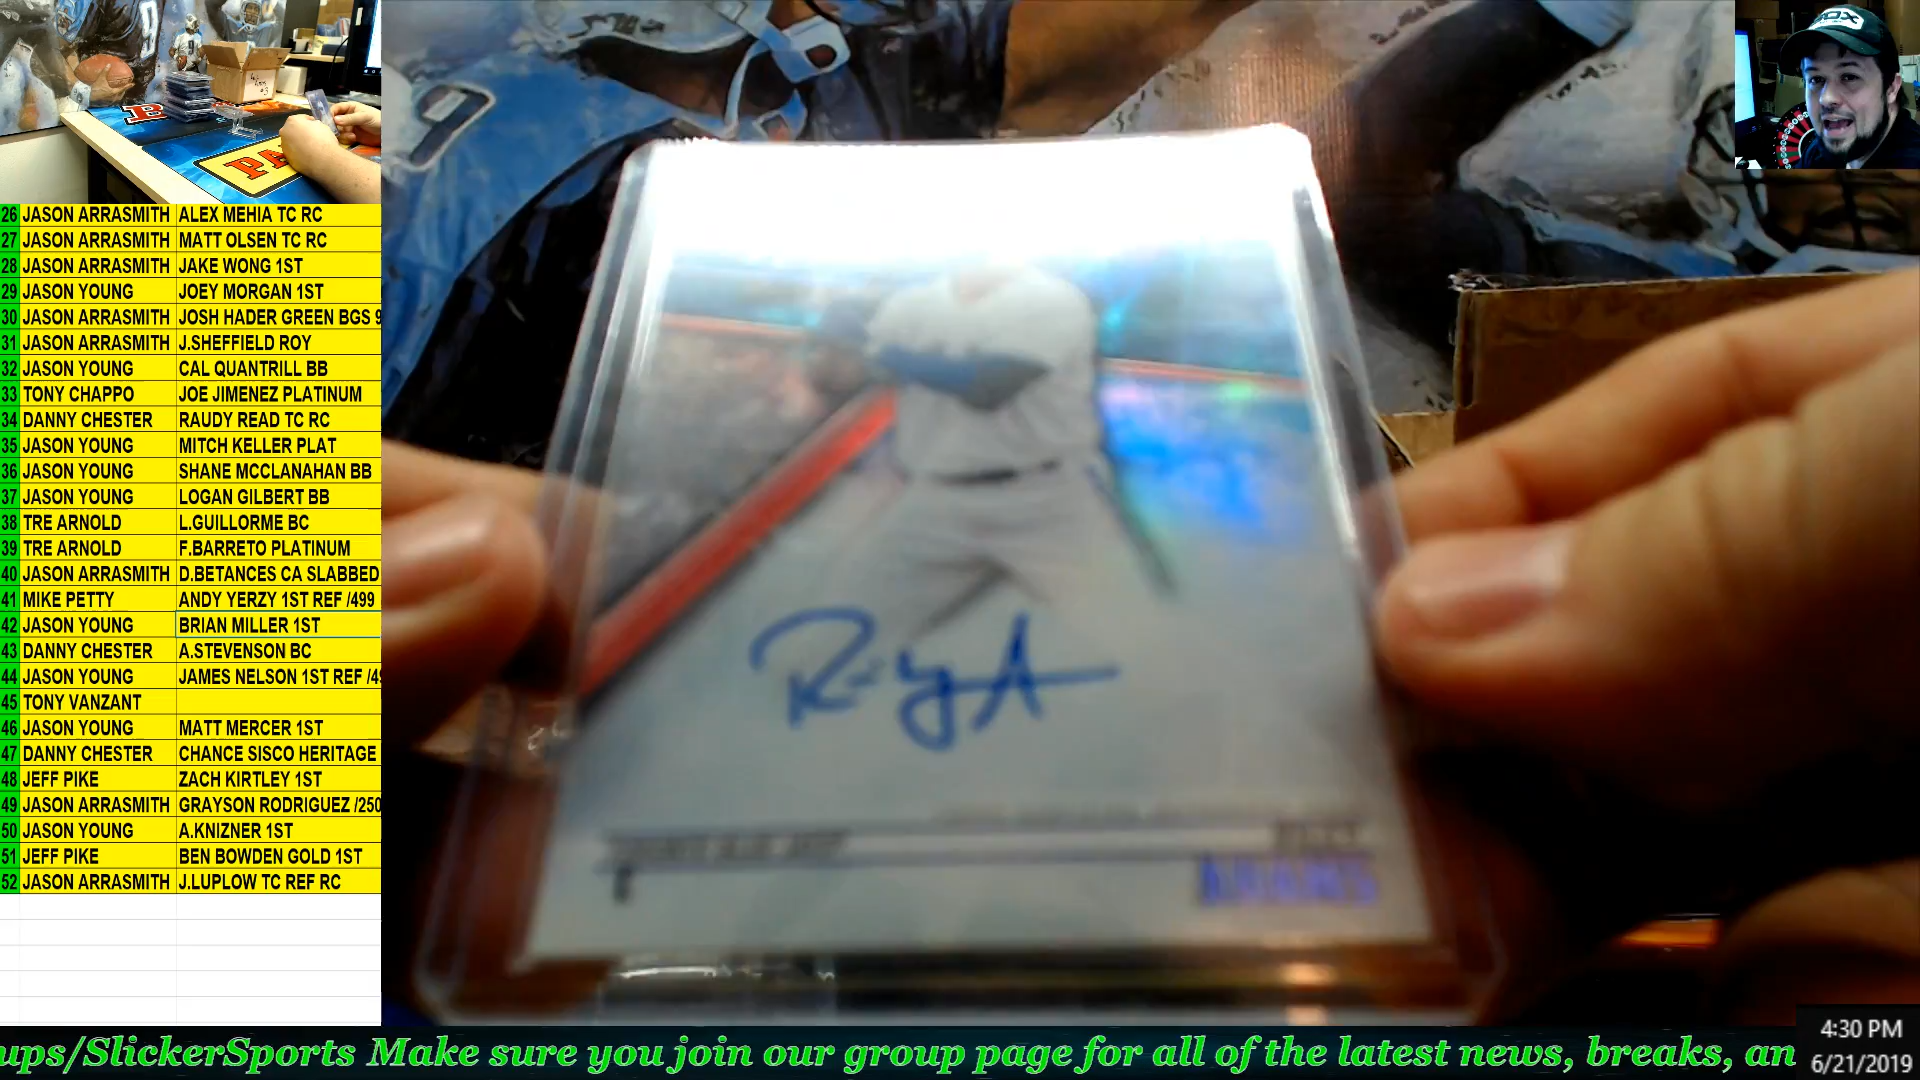 26 JASON ARRASMITH ALEX MEHIA TC RC
27 JASON ARRASMITH MATT OLSEN TC RC
28 JASON ARRASMITH JAKE WONG 1ST
29 JASON YOUNG JOEY MORGAN 1ST
30 JASON ARRASMITH JOSH HADER GREEN BGS 9
31 JASON ARRASMITH J.SHEFFIELD ROY
32 JASON YOUNG CAL QUANTRILL BB
33 TONY CHAPPO JOE JIMENEZ PLATINUM
34 DANNY CHESTER RAUDY READ TC RC
35 JASON YOUNG MITCH KELLER PLAT
36 JASON YOUNG SHANE MCCLANAHAN BB
37 JASON YOUNG LOGAN GILBERT BB
38 TRE ARNOLD L.GUILLORME BC
39 TRE ARNOLD F.BARRETO PLATINUM
40 JASON ARRASMITH D.BETANCES CA SLABBED
41 MIKE PETTY ANDY YERZY 1ST REF /499
42 JASON YOUNG BRIAN MILLER 1ST
43 DANNY CHESTER A.STEVENSON BC
44 JASON YOUNG JAMES NELSON 1ST REF /49
45 TONY VANZANT
46 JASON YOUNG MATT MERCER 1ST
47 DANNY CHESTER CHANCE SISCO HERITAGE
48 JEFF PIKE ZACH KIRTLEY 1ST
49 JASON ARRASMITH GRAYSON RODRIGUEZ /250
50 JASON YOUNG A.KNIZNER 1ST
51 JEFF PIKE BEN BOWDEN GOLD 1ST
52 JASON ARRASMITH J.LUPLOW TC REF RC
ups/SlickerSports Make sure you join our group page for all of the latest news, breaks, an
4:30 PM
6/21/2019